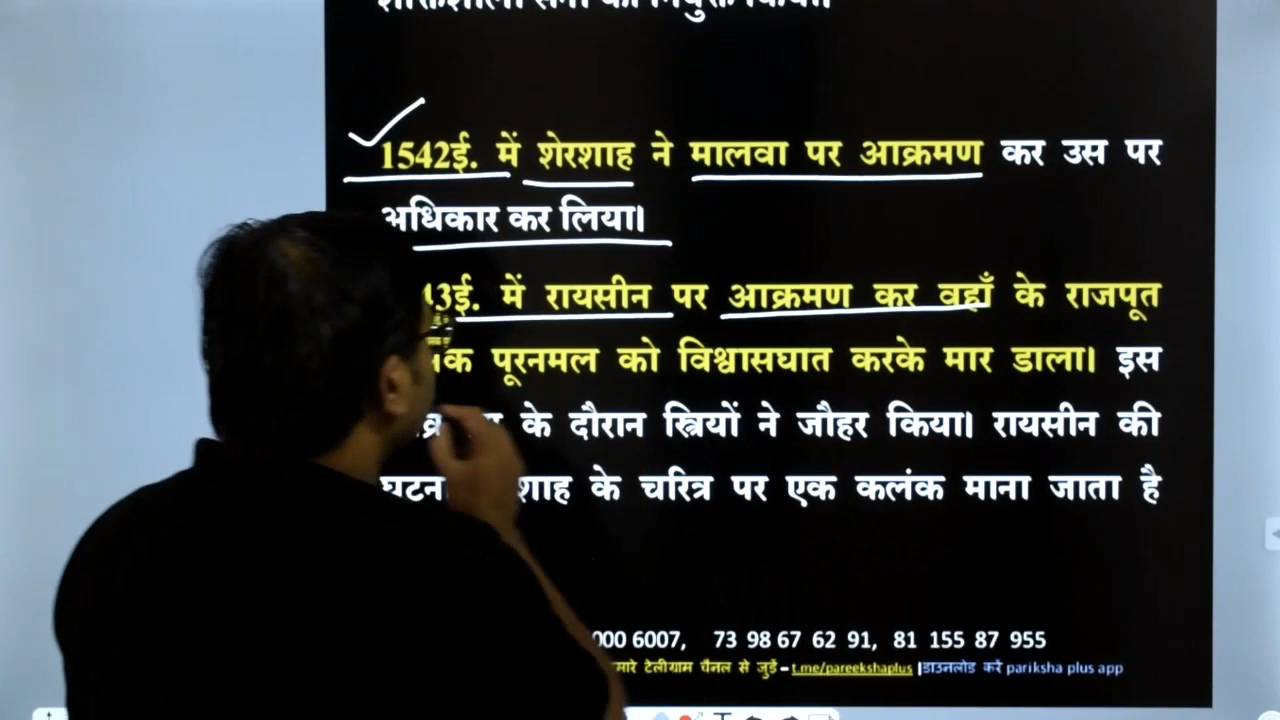 1542ई. में शेरशाह ने मालवा पर आक्रमण कर उस पर
अधिकार कर लिया।
में रायसीन पर आक्रमण कर वहाँ के राजपूत
पूरनमल को विश्वासघात करके मार डाला। इस
के दौरान स्त्रियों ने जौहर किया। रायसीन की
के चरित्र पर एक कलंक माना जाता है
000 6007, 73 98 67 62 91, 81 155 87 955
टेलीग्राम चैनल से जुड़ें – t.me/pareekshaplus |डाउनलोड करें pariksha plus app